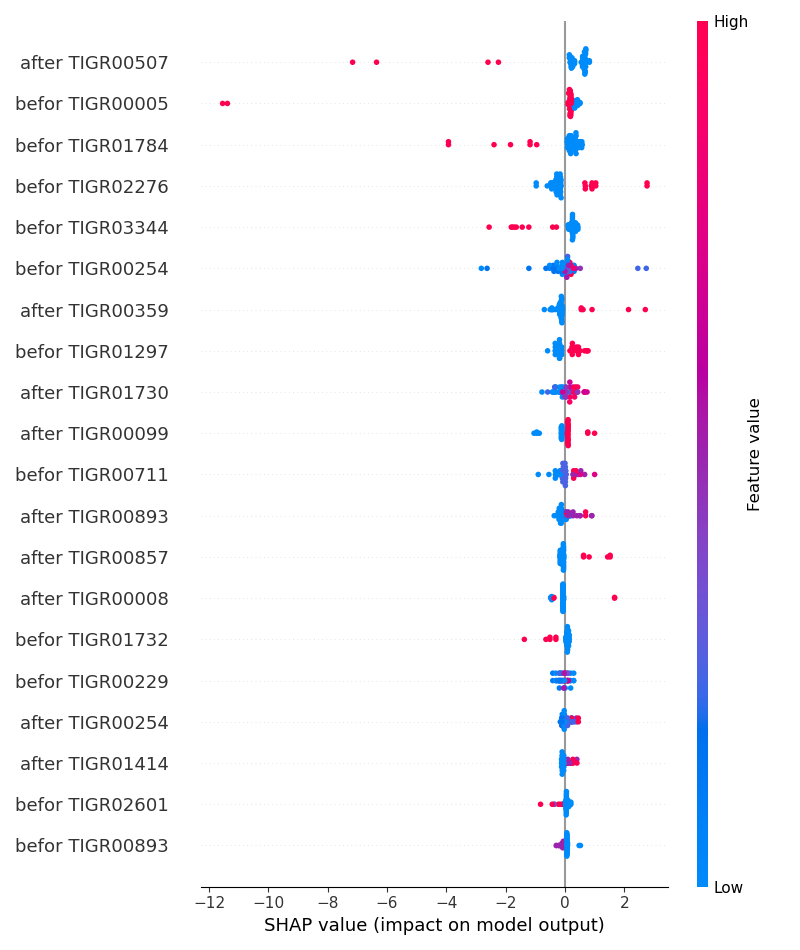 High
after TIGR00507
befor TIGR00005
befor TIGR01784
befor TIGR02276
befor TIGR03344
befor TIGR00254
after TIGR00359
befor TIGR01297
after TIGR01730
after TIGR00099
befor TIGR00711
after TIGR00893
after TIGR00857
after TIGR00008
befor TIGR01732
befor TIGR00229
after TIGR00254
after TIGR01414
befor TIGR02601
befor TIGR00893
Feature value
Low
−12 −10 −8 −6 −4 −2 0 2
SHAP value (impact on model output)